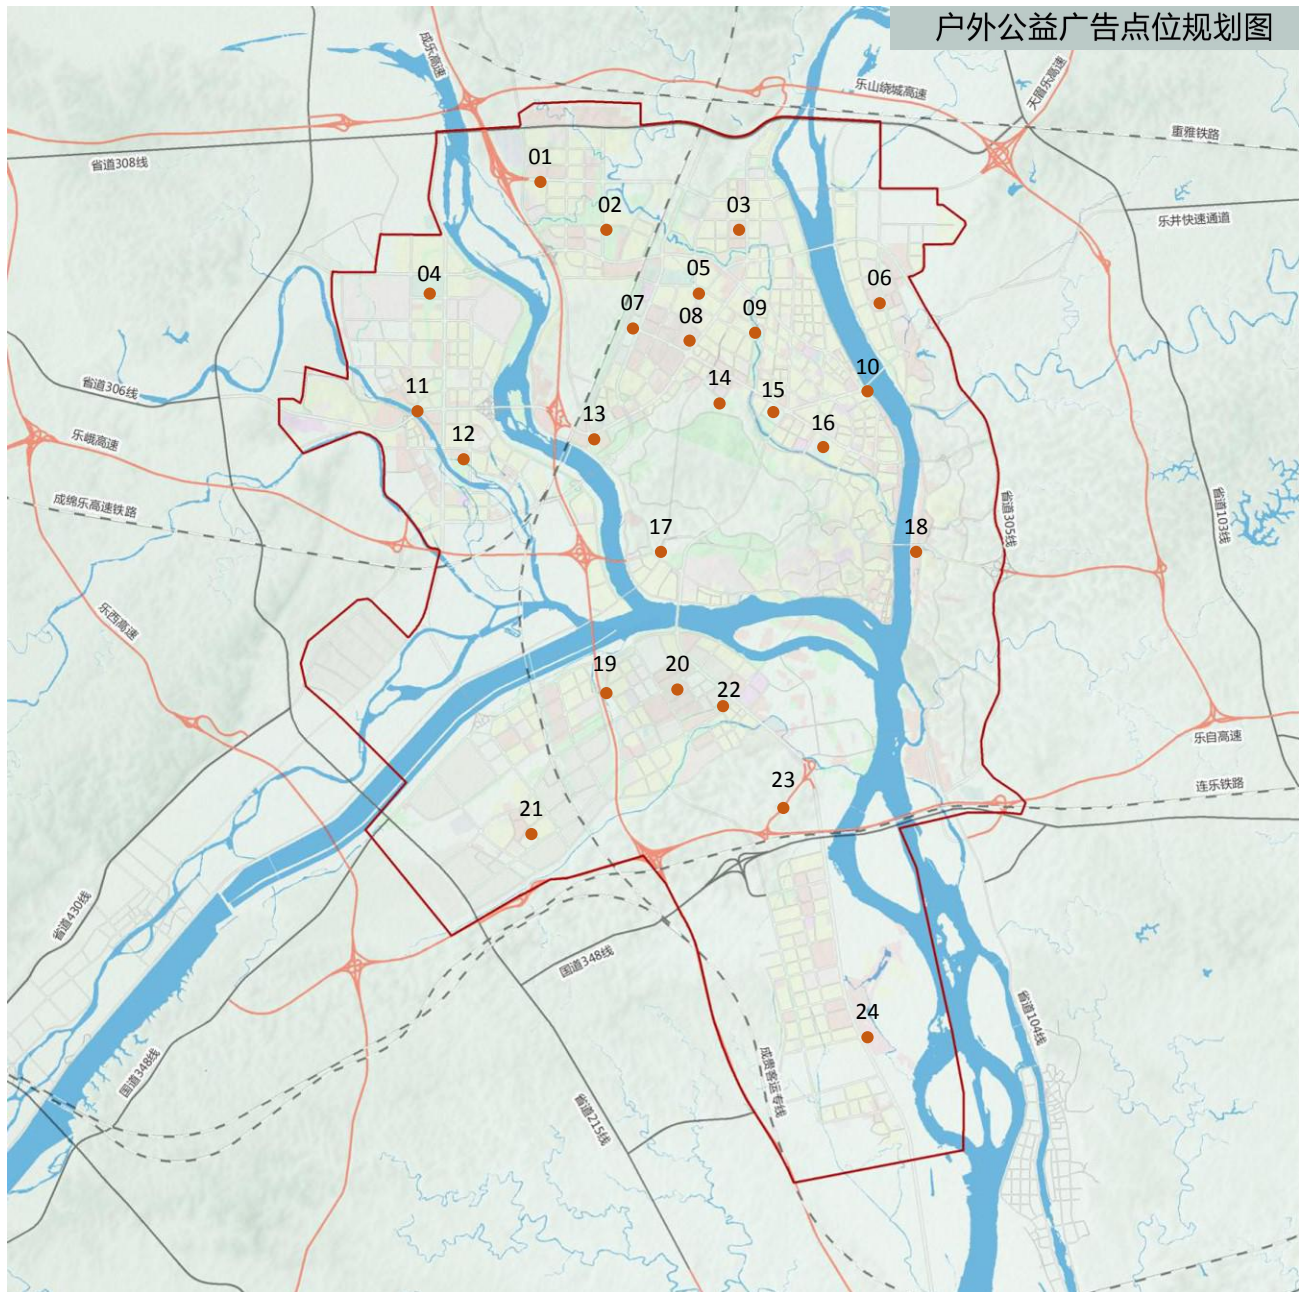 户外公益广告点位规划图
成乐高速
乐山绕城高速
天眉乐高速
重雅铁路
省道308线
01
02
03
乐井快速通道
04
05
06
07
08
09
10
省道306线
11
14
15
13
16
12
乐峨高速
成绵乐高速铁路
省道305线
省道103线
17
18
乐西高速
19
20
22
乐自高速
23
连乐铁路
21
省道430线
国道348线
24
省道104线
国道348线
成贵客运专线
省道215线